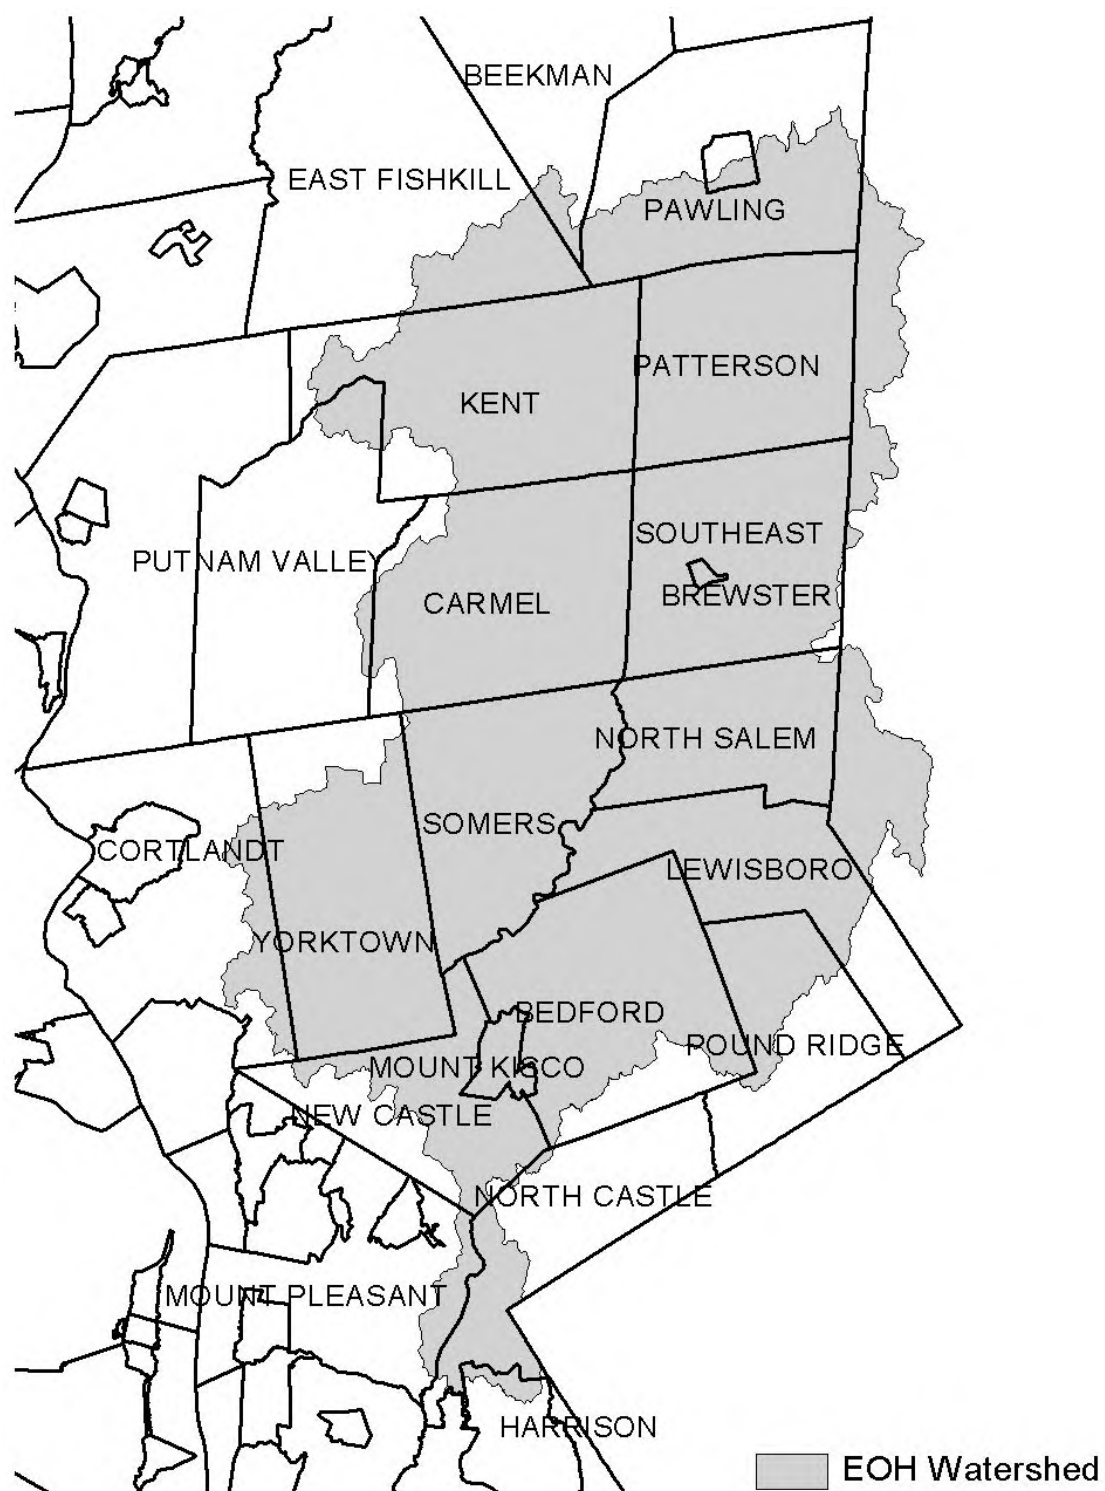 BEEKMAN
EAST FISHKILL
PAWLING
PATTERSON
KENT
SOUTHEAST
PUTNAM VALLEY
BREWSTER
CARMEL
NORTH SALEM
SOMERS
CORTLANDT
LEWISBORO
YORKTOWN
BEDFORD
POUND RIDGE
MOUNT KISCO
NEW CASTLE
NORTH CASTLE
MOUNT PLEASANT
HARRISON
EOH Watershed